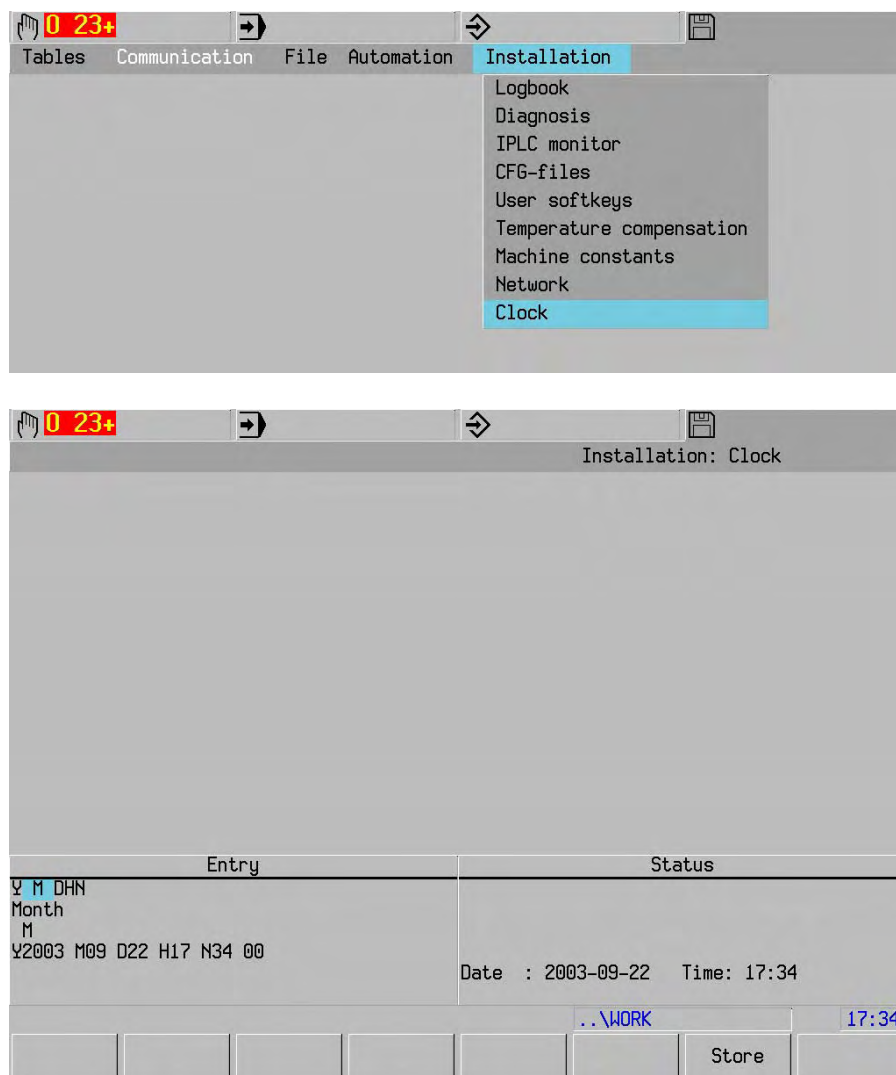 0 23+
Tables Communication File Automation Installation
Logbook
Diagnosis
IPLC monitor
CFG-files
User softkeys
Temperature compensation
Machine constants
Network
Clock
0 23+
Installation: Clock
Entry Status
Y M DHN
Month
M
Y2003 M09 D22 H17 N34 00
Date : 2003-09-22 Time: 17:34
..\WORK 17:34
Store